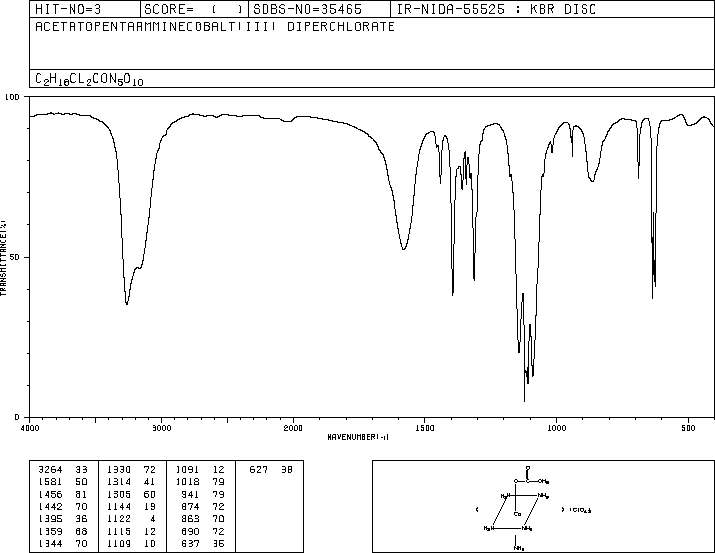 HIT-NO=3 SCORE= ( ) SDBS-NO=35465 IR-NIDA-55525 : KBR DISC
ACETATOPENTAAMMINECOBALT(III) DIPERCHLORATE
C2H18CL2CON5O10
100
50
0
TRANSMITTANCE(%)
4000 3000 2000 1500 1000 500
WAVENUMBER(-1)
3264 33 1330 72 1091 12 627 38
1581 50 1314 41 1018 79
1456 81 1305 60 941 79
1442 70 1144 19 874 72
1395 36 1122 4 863 70
1359 68 1115 12 690 72
1344 70 1109 10 637 35
O
O C OH3
H3N NH3
Co
H3N NH3
NH3